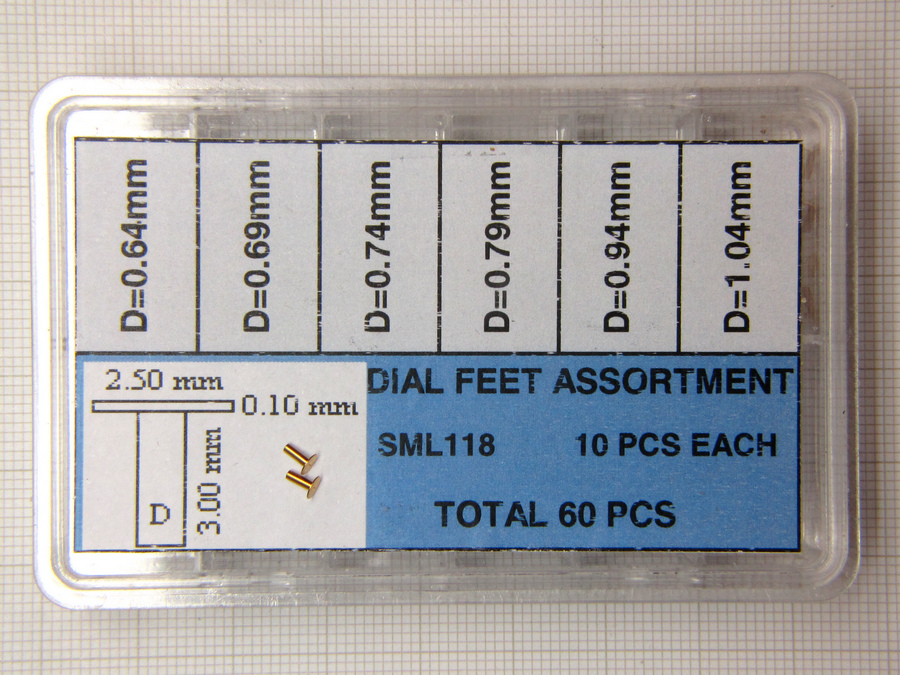 D=0.64mm
D=0.69mm
D=0.74mm
D=0.79mm
D=0.94mm
D=1.04mm
2.50 mm
0.10 mm
3.00 mm
D
DIAL FEET ASSORTMENT
SML118 10 PCS EACH
TOTAL 60 PCS